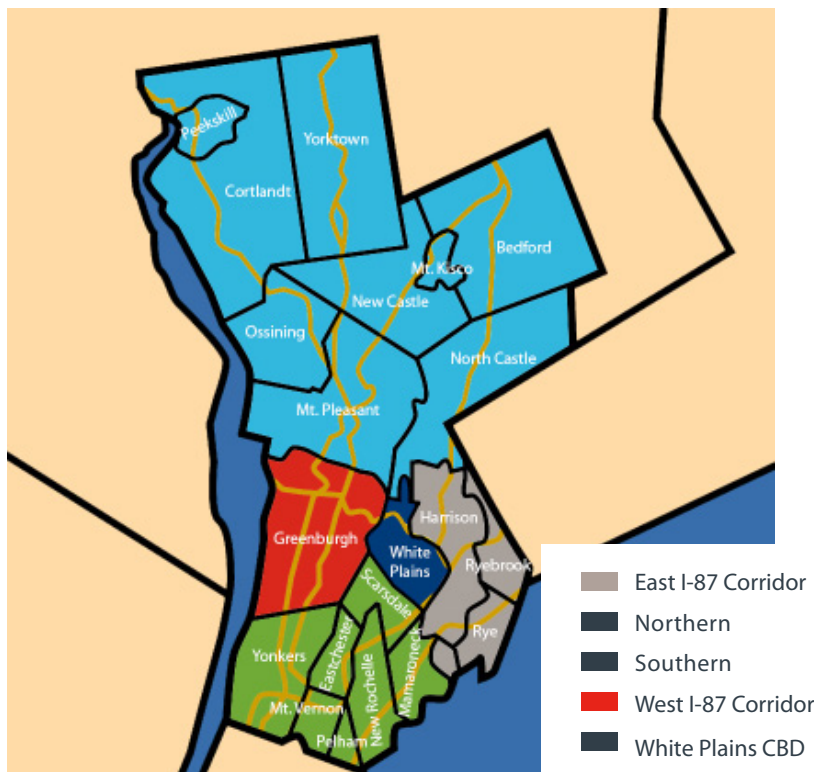 Peekskill
Yorktown
Cortlandt
Bedford
Mt. Kisco
New Castle
Ossining
North Castle
Mt. Pleasant
Harrison
Greenburgh
White
Plains
Ryebrook
Scarsdale
Rye
Eastchester
Yonkers
New Rochelle
Mamaroneck
Mt. Vernon
Pelham
East I-87 Corridor
Northern
Southern
West I-87 Corridor
White Plains CBD